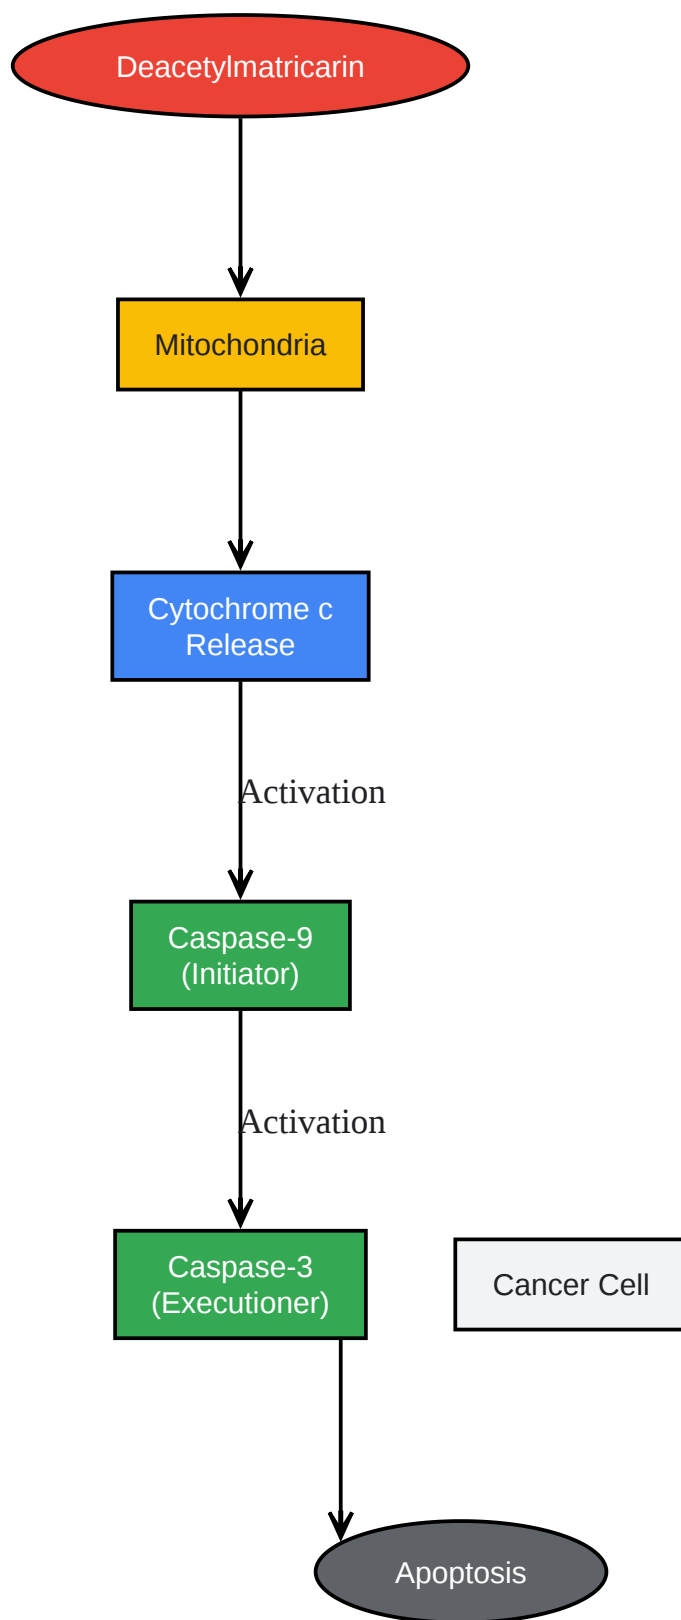 Deacetylmatricarin
Mitochondria
Cytochrome c
Release
Activation
Caspase-9
(Initiator)
Activation
Caspase-3
(Executioner)
Cancer Cell
Apoptosis